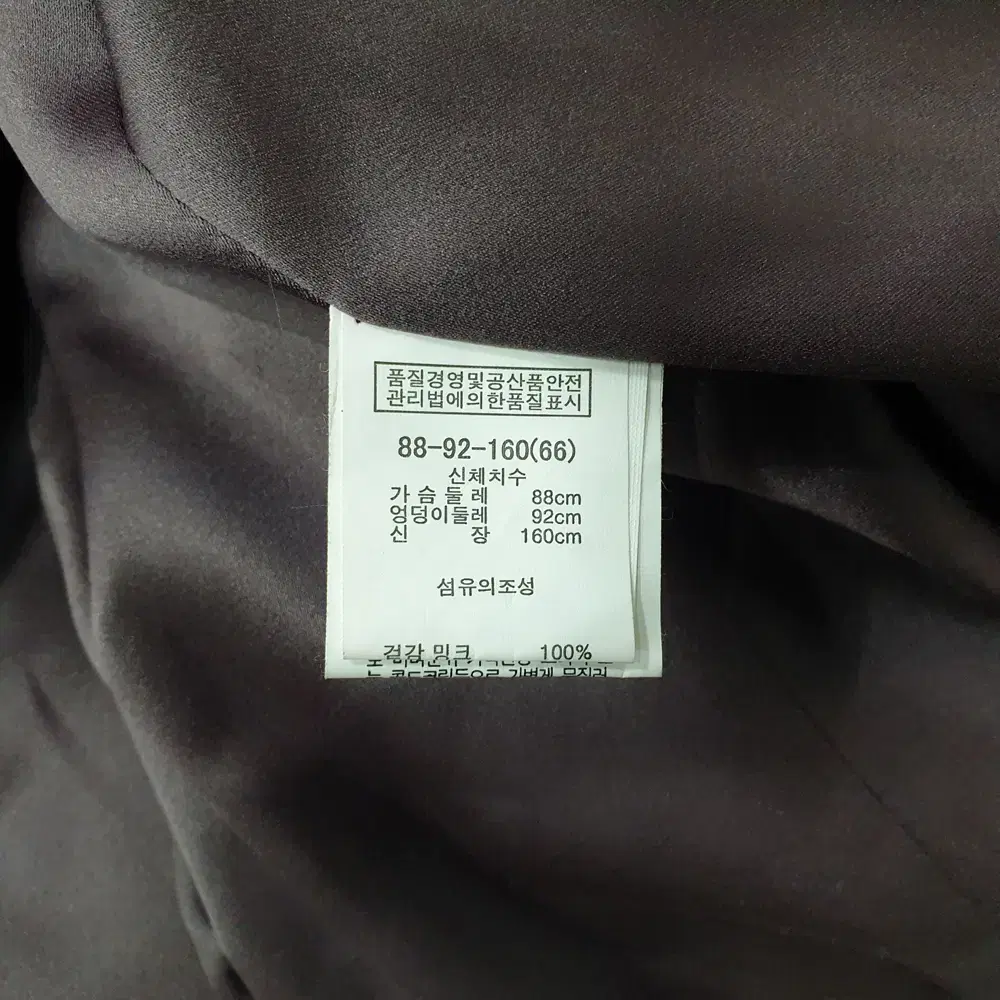 품질경영및공산품안전
관리법에의한품질표시
88-92-160(66)
신체치수
가슴둘레 88cm
엉덩이둘레 92cm
신 장 160cm
섬유의조성
겉감 밍크 100%